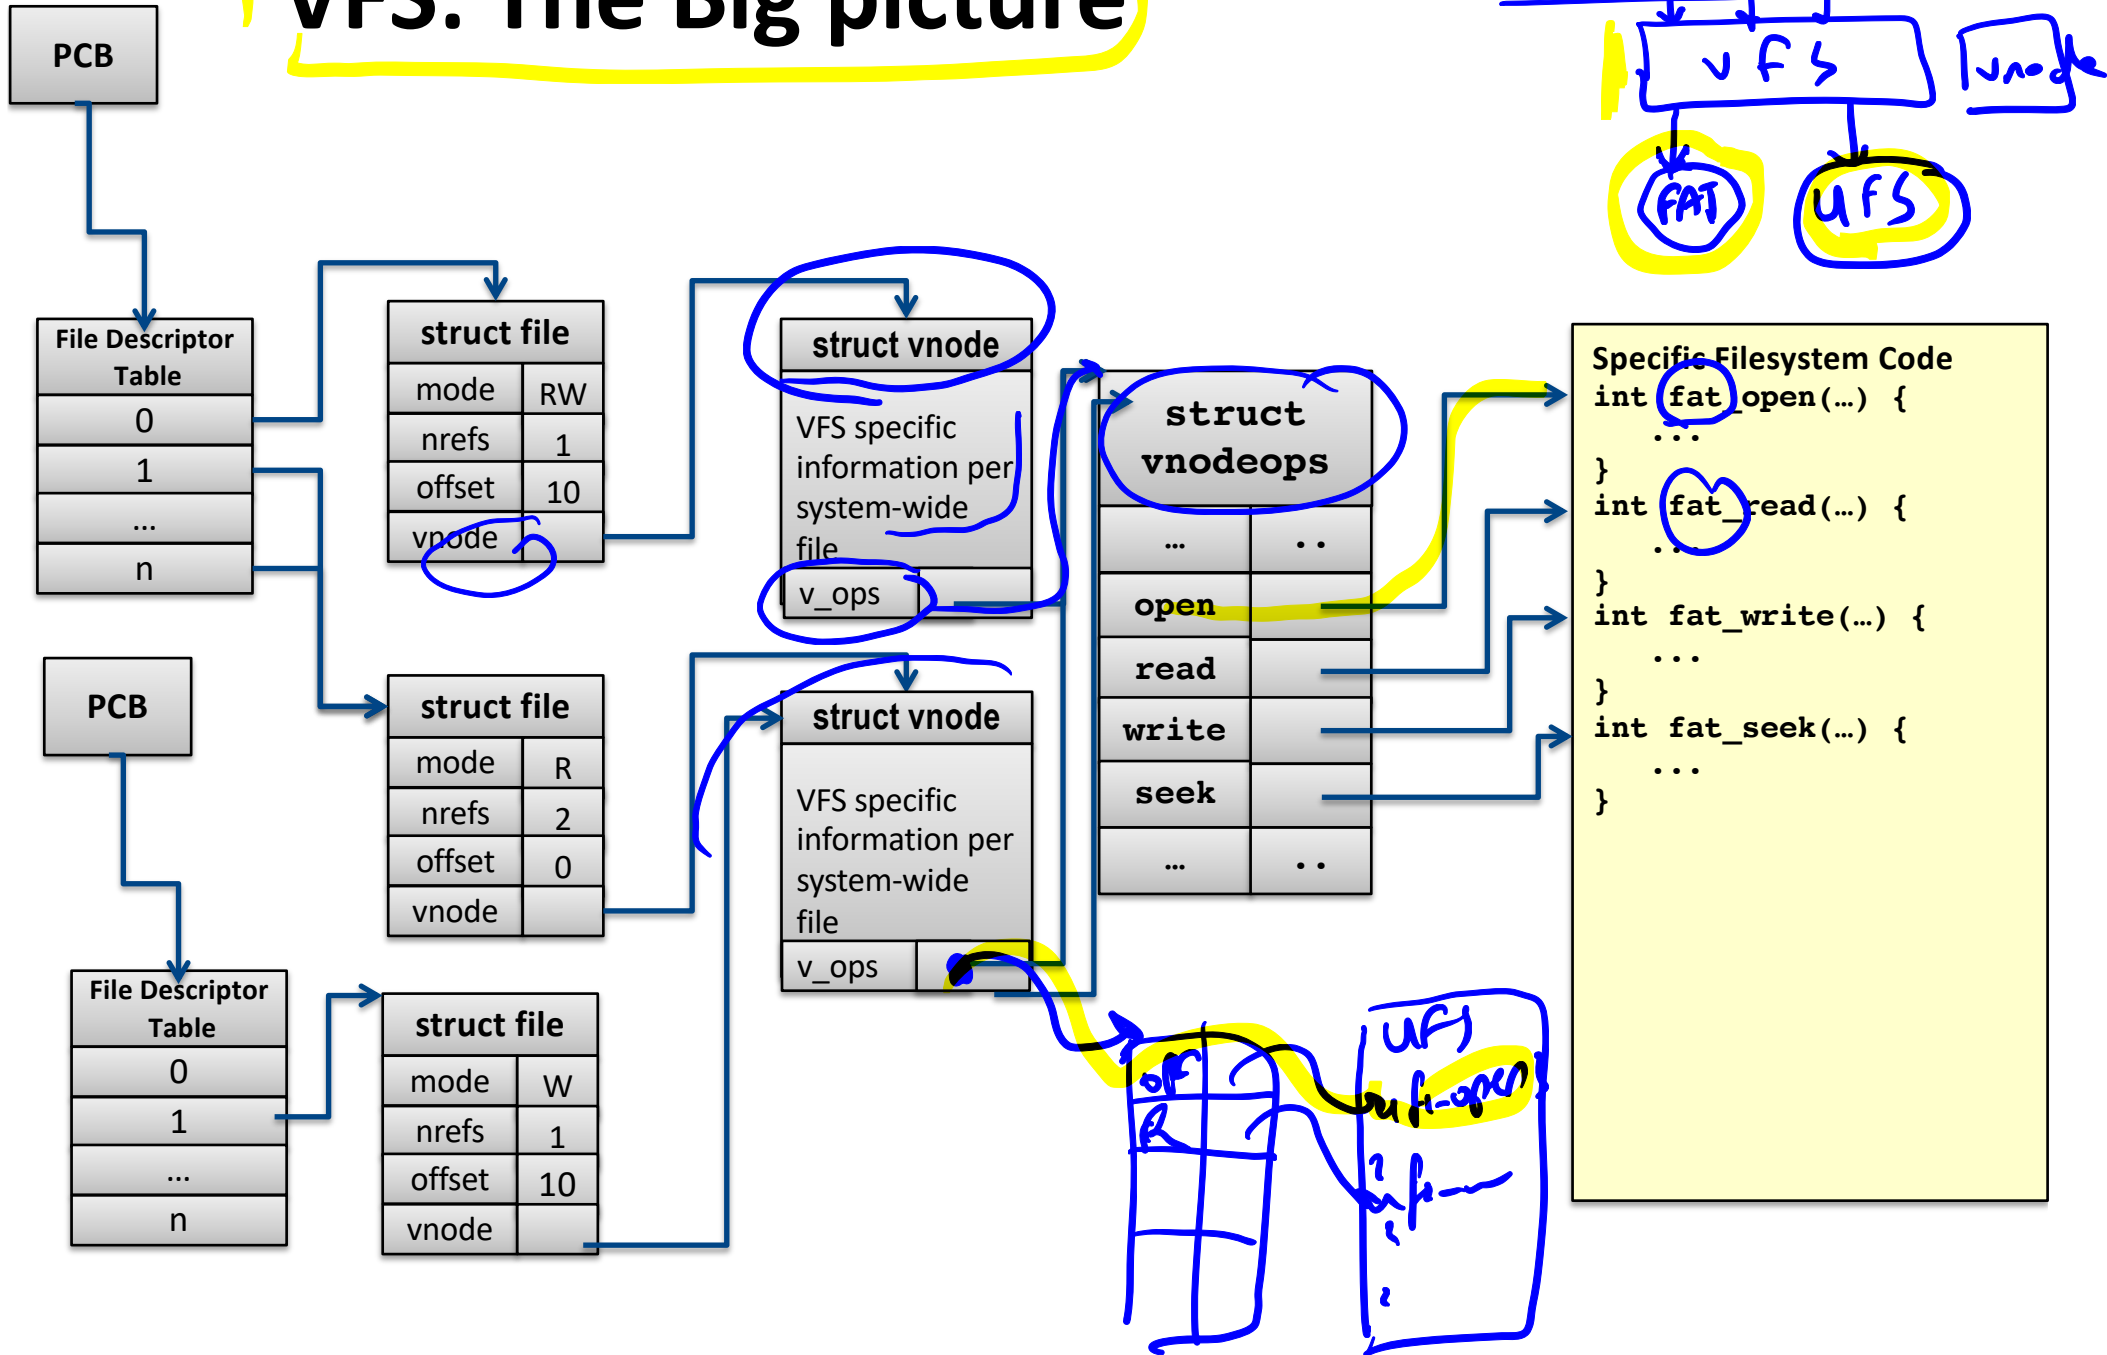 VFS: The Big picture
PCB
VFS
vnode
FAT
UFS
File Descriptor
Table
0
1
...
n
struct file
mode RW
nrefs 1
offset 10
vnode
struct vnode
VFS specific
information per
system-wide
file
v_ops
struct
vnodeops
… ..
open
read
write
seek
… ..
Specific Filesystem Code
int fat_open(…) {
...
}
int fat_read(…) {
...
}
int fat_write(…) {
...
}
int fat_seek(…) {
...
}
PCB
struct file
mode R
nrefs 2
offset 0
vnode
struct vnode
VFS specific
information per
system-wide
file
v_ops
File Descriptor
Table
0
1
...
n
struct file
mode W
nrefs 1
offset 10
vnode
R
UFS
ufs-open